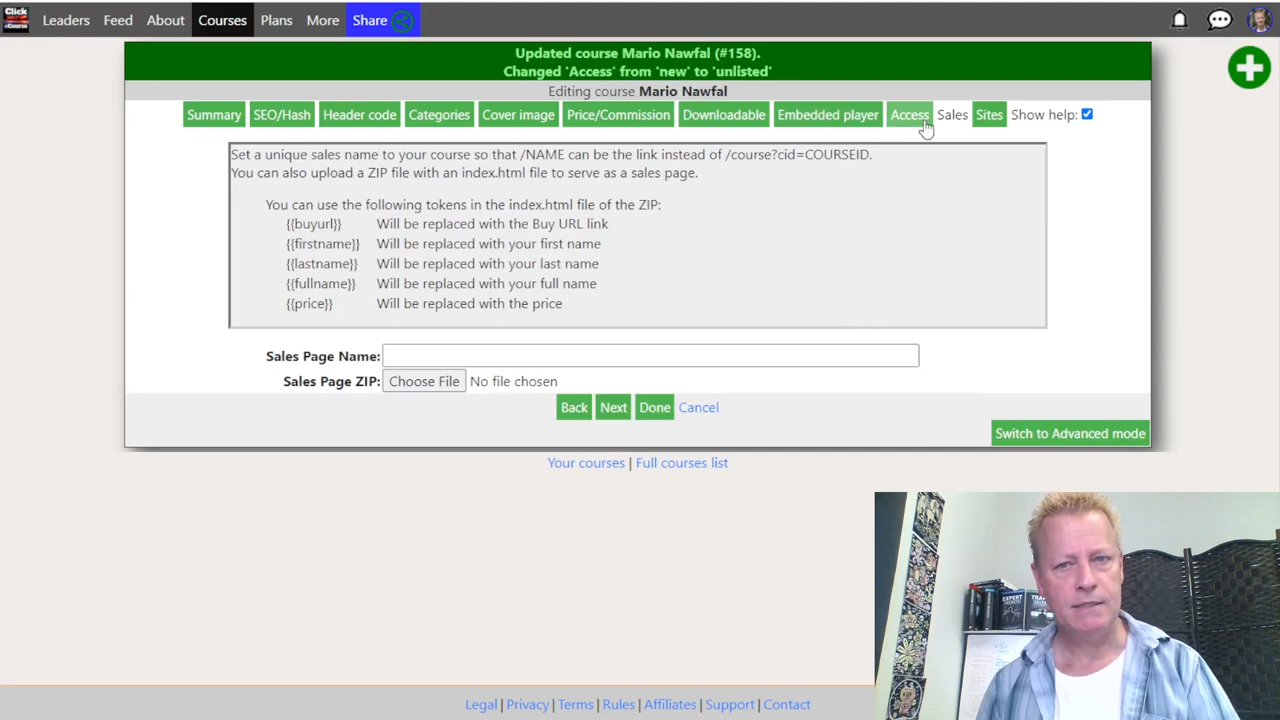 Click
eCourse
Leaders Feed About Courses Plans More Share
Updated course Mario Nawfal (#158).
Changed 'Access' from 'new' to 'unlisted'
Editing course Mario Nawfal
Summary SEO/Hash Header code Categories Cover image Price/Commission Downloadable Embedded player Access Sales Sites Show help:
Set a unique sales name to your course so that /NAME can be the link instead of /course?cid=COURSEID.
You can also upload a ZIP file with an index.html file to serve as a sales page.
You can use the following tokens in the index.html file of the ZIP:
{{buyurl}} Will be replaced with the Buy URL link
{{firstname}} Will be replaced with your first name
{{lastname}} Will be replaced with your last name
{{fullname}} Will be replaced with your full name
{{price}} Will be replaced with the price
Sales Page Name:
Sales Page ZIP: Choose File No file chosen
Back Next Done Cancel
Switch to Advanced mode
Your courses | Full courses list
EXPERT
SECRETS
Legal | Privacy | Terms | Rules | Affiliates | Support | Contact